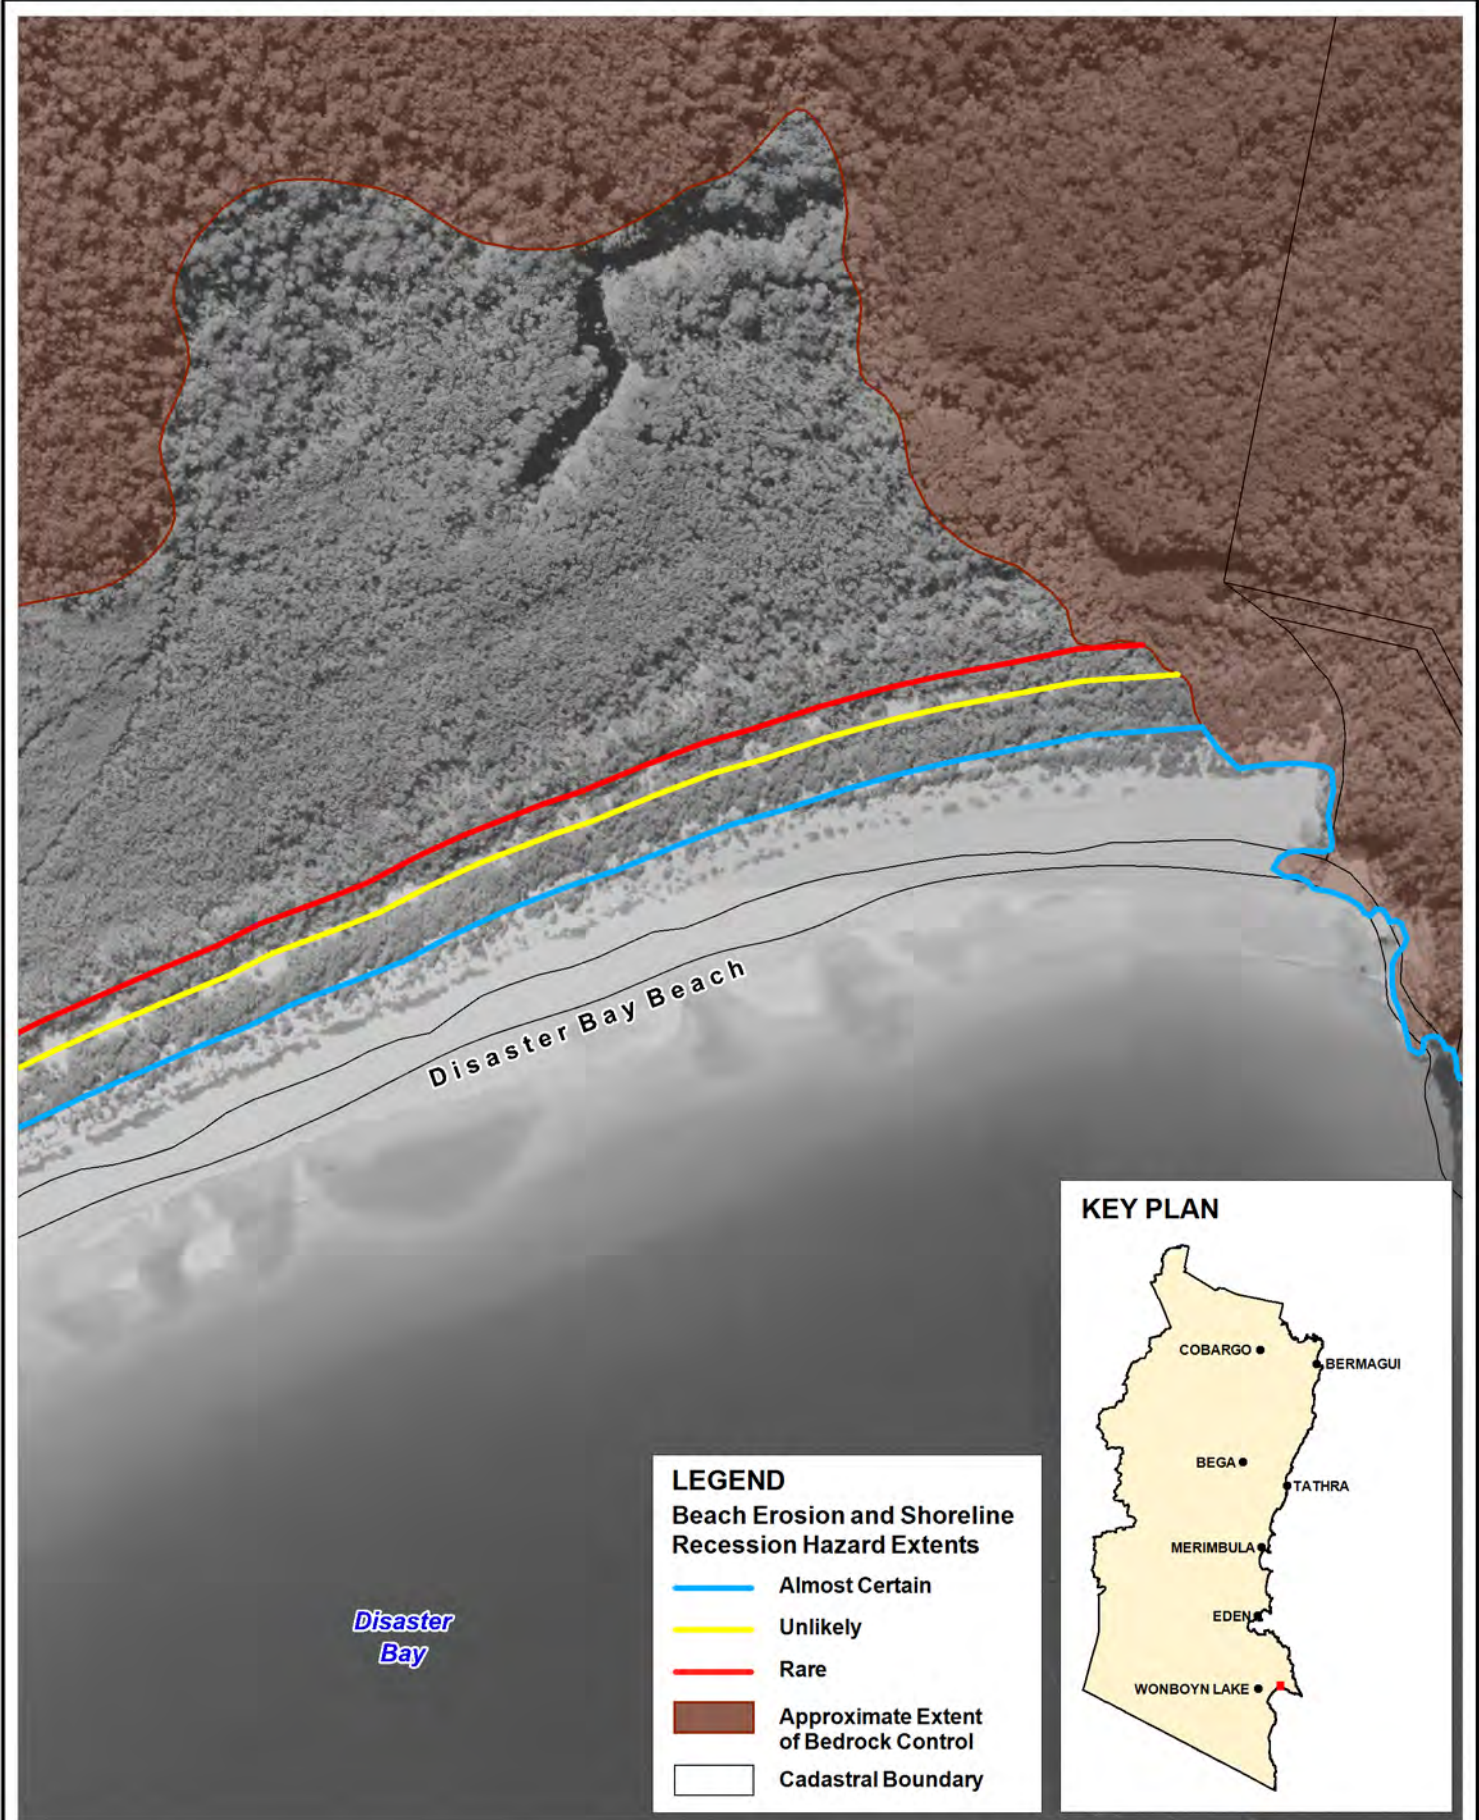 Disaster Bay Beach
Disaster
Bay
LEGEND
Beach Erosion and Shoreline
Recession Hazard Extents
Almost Certain
Unlikely
Rare
Approximate Extent
of Bedrock Control
Cadastral Boundary
KEY PLAN
COBARGO
BERMAGUI
BEGA
TATHRA
MERIMBULA
EDEN
WONBOYN LAKE